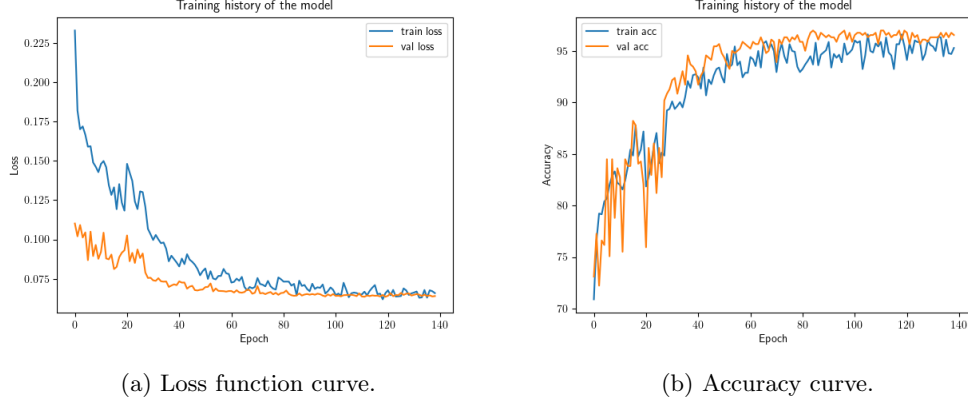 Training history of the model
train loss
val loss
0.225
0.200
0.175
0.150
0.125
0.100
0.075
Loss
0 20 40 60 80 100 120 140
Epoch
(a) Loss function curve.
Training history of the model
train acc
val acc
95
90
85
80
75
70
Accuracy
0 20 40 60 80 100 120 140
Epoch
(b) Accuracy curve.